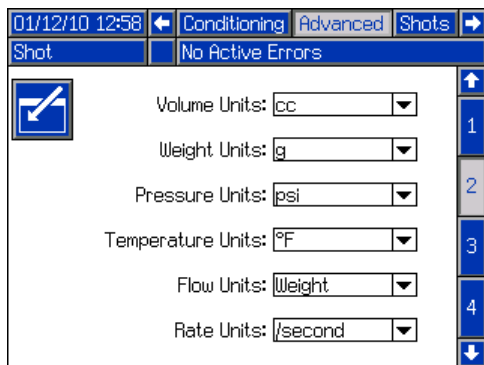 01/12/10 12:58 Conditioning Advanced Shots
Shot No Active Errors
Volume Units: cc
1
Weight Units: g
Pressure Units: psi
2
Temperature Units: °F
3
Flow Units: Weight
4
Rate Units: /second